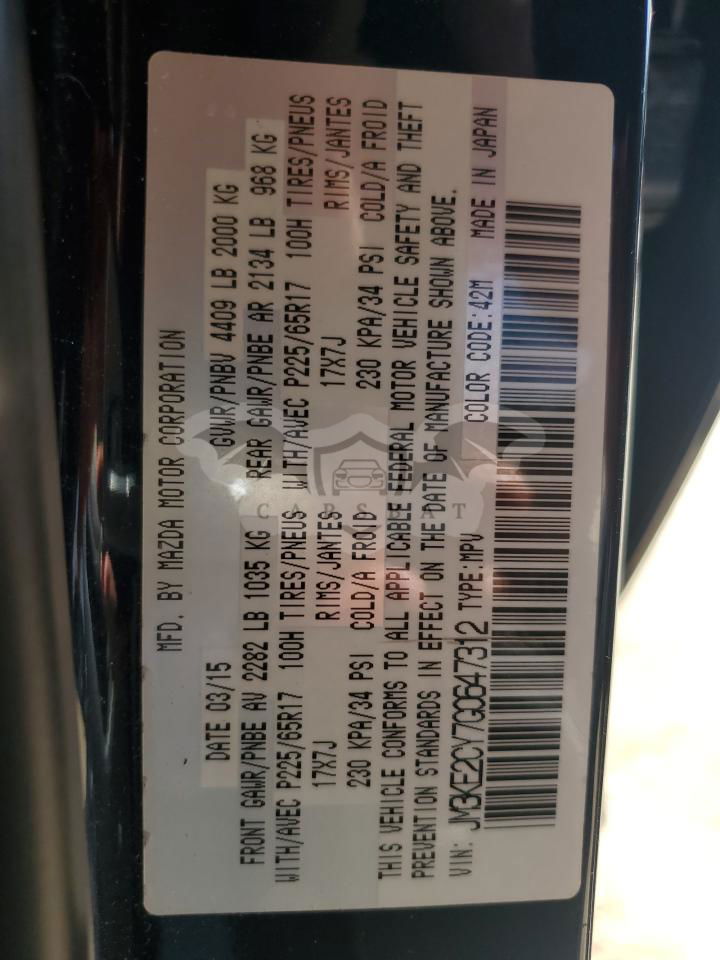 MFD. BY MAZDA MOTOR CORPORATION
DATE 03/15 GVWR/PNBV 4409 LB 2000 KG
FRONT GAWR/PNBE AV 2282 LB 1035 KG REAR GAWR/PNBE AR 2134 LB 968 KG
WITH/AVEC P225/65R17 100H TIRES/PNEUS WITH/AVEC P225/65R17 100H TIRES/PNEUS
17X7J RIMS/JANTES 17X7J RIMS/JANTES
230 KPA/34 PSI COLD/A FROID 230 KPA/34 PSI COLD/A FROID
THIS VEHICLE CONFORMS TO ALL APPLICABLE FEDERAL MOTOR VEHICLE SAFETY AND THEFT
PREVENTION STANDARDS IN EFFECT ON THE DATE OF MANUFACTURE SHOWN ABOVE.
VIN: JM3KE2CY7G0647312 TYPE:MPV COLOR CODE:42M MADE IN JAPAN
CARSBAT